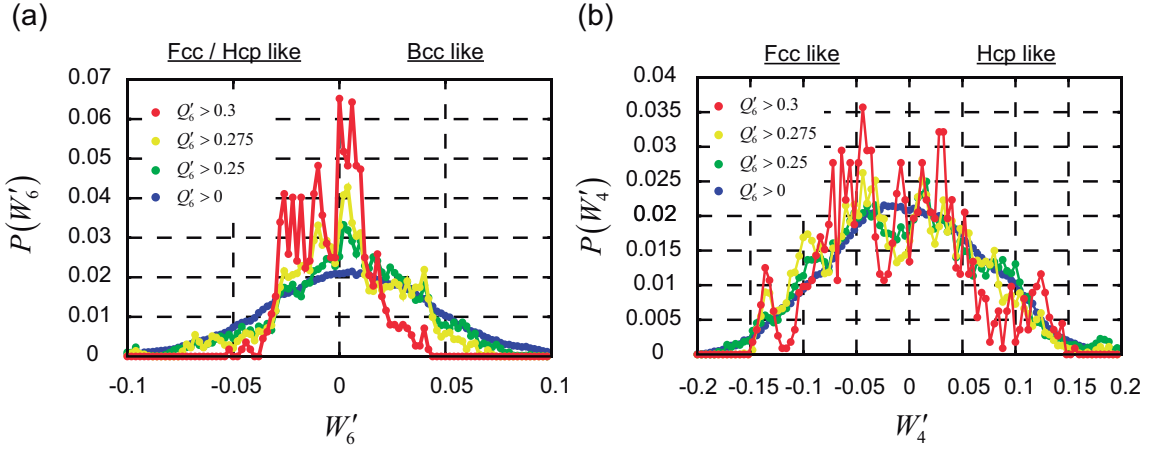 (a)
Fcc / Hcp like
Bcc like
0.07
0.06
0.05
0.04
0.03
0.02
0.01
0
Q′₆ > 0.3
Q′₆ > 0.275
Q′₆ > 0.25
Q′₆ > 0
P(W′₆)
-0.1
-0.05
0
0.05
0.1
W′₆
(b)
Fcc like
Hcp like
0.04
0.035
0.03
0.025
0.02
0.015
0.01
0.005
0
Q′₆ > 0.3
Q′₆ > 0.275
Q′₆ > 0.25
Q′₆ > 0
P(W′₄)
-0.2
-0.15
-0.1
-0.05
0
0.05
0.1
0.15
0.2
W′₄